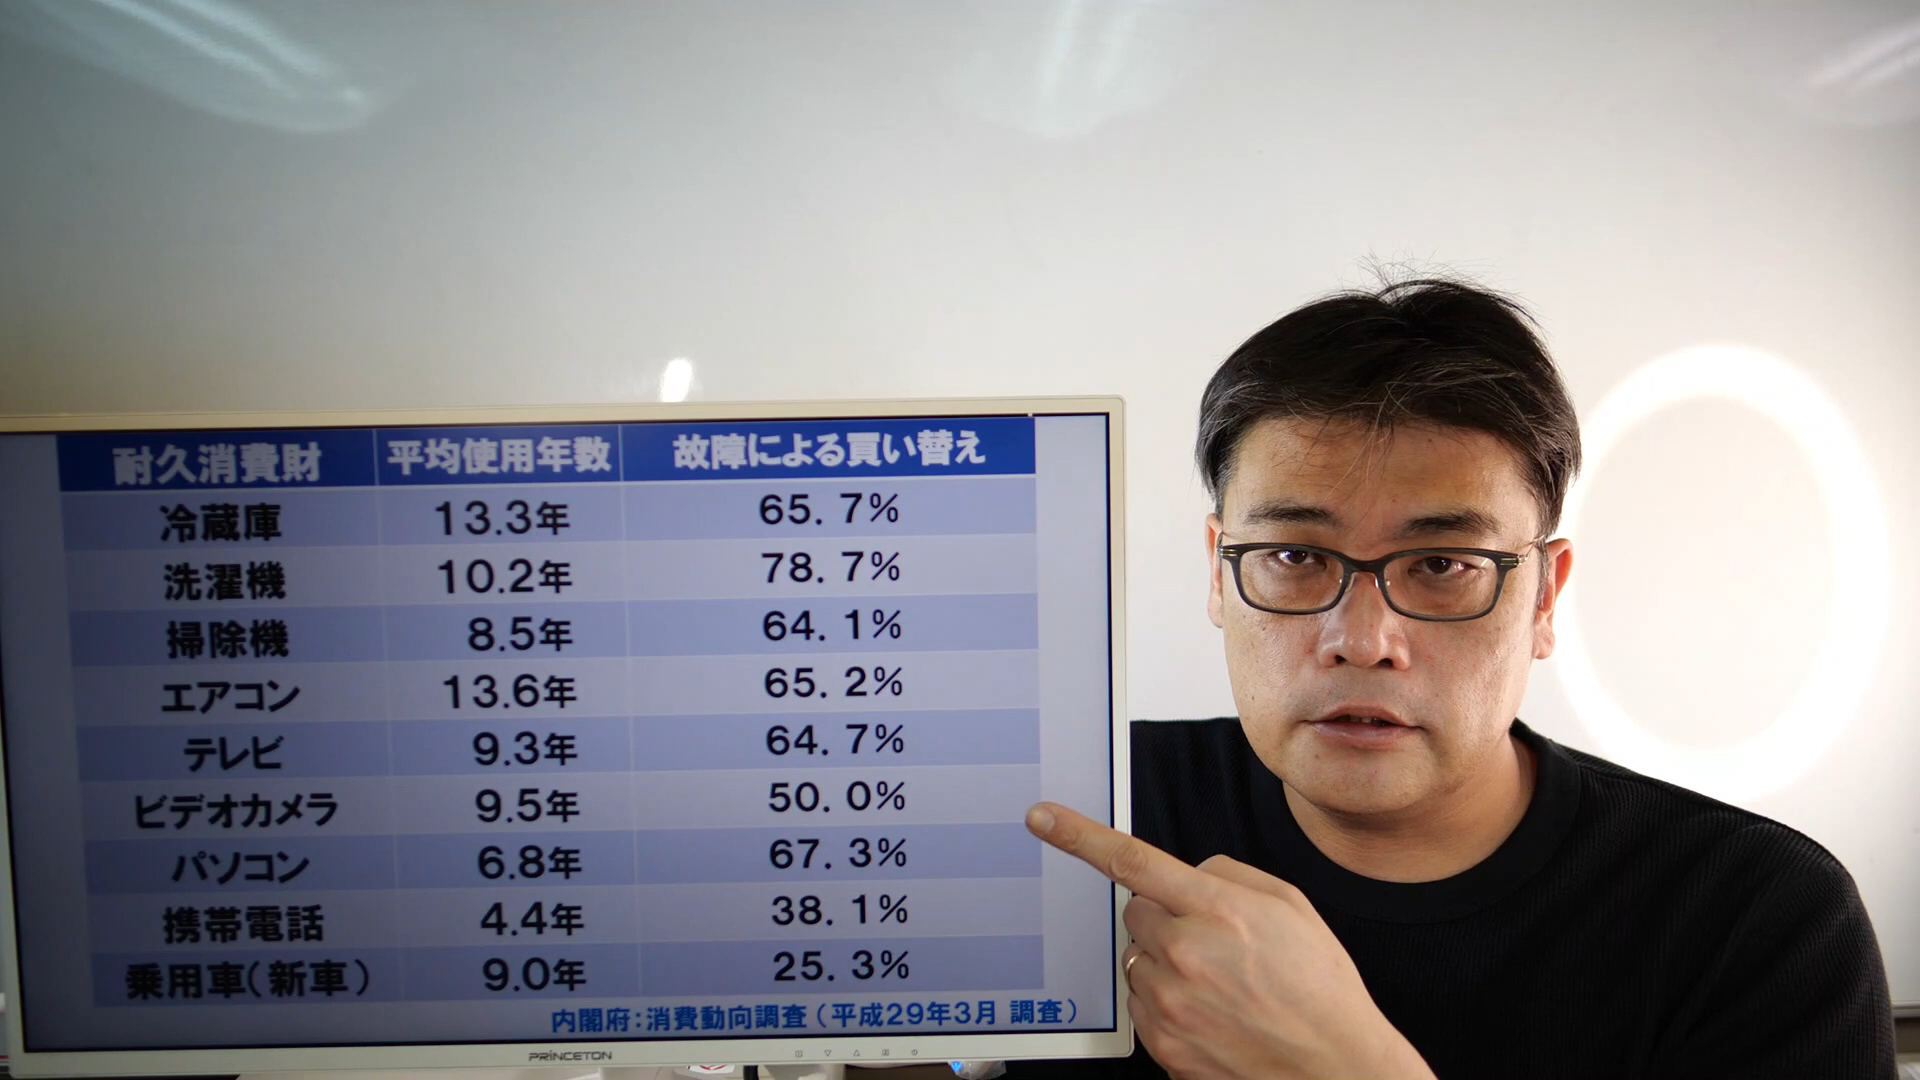 耐久消費財 平均使用年数 故障による買い替え
冷蔵庫 13.3年 65.7%
洗濯機 10.2年 78.7%
掃除機 8.5年 64.1%
エアコン 13.6年 65.2%
テレビ 9.3年 64.7%
ビデオカメラ 9.5年 50.0%
パソコン 6.8年 67.3%
携帯電話 4.4年 38.1%
乗用車(新車) 9.0年 25.3%
内閣府:消費動向調査(平成29年3月 調査)
PRINCETON